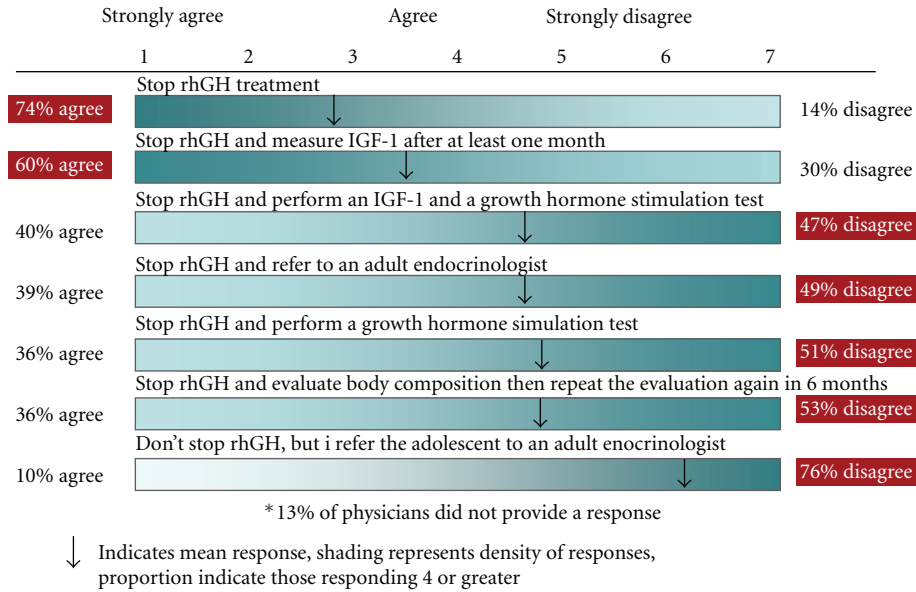 Strongly agree Agree Strongly disagree
1 2 3 4 5 6 7
Stop rhGH treatment
74% agree 14% disagree
Stop rhGH and measure IGF-1 after at least one month
60% agree 30% disagree
Stop rhGH and perform an IGF-1 and a growth hormone stimulation test
40% agree 47% disagree
Stop rhGH and refer to an adult endocrinologist
39% agree 49% disagree
Stop rhGH and perform a growth hormone simulation test
36% agree 51% disagree
Stop rhGH and evaluate body composition then repeat the evaluation again in 6 months
36% agree 53% disagree
Don't stop rhGH, but i refer the adolescent to an adult enocrinologist
10% agree 76% disagree
*13% of physicians did not provide a response
Indicates mean response, shading represents density of responses,
proportion indicate those responding 4 or greater